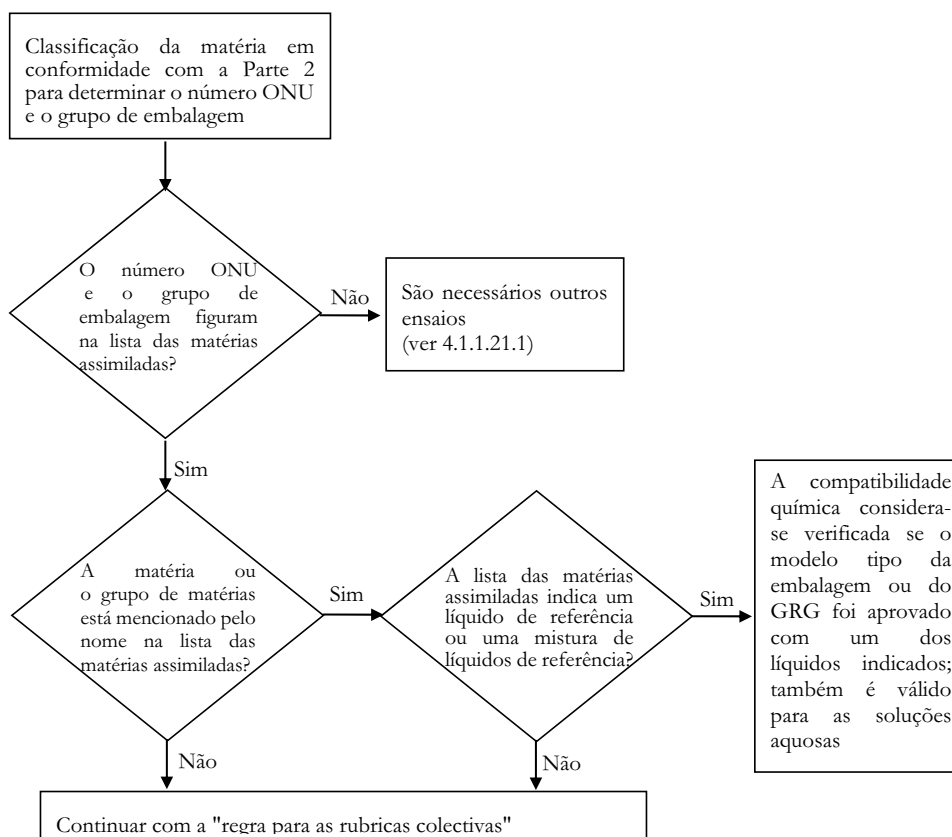 Classificação da matéria em
conformidade com a Parte 2
para determinar o número ONU
e o grupo de embalagem
O número ONU
e o grupo de
embalagem figuram
na lista das matérias
assimiladas?
Não
São necessários outros
ensaios
(ver 4.1.1.21.1)
Sim
A matéria ou
o grupo de matérias
está mencionado pelo
nome na lista das
matérias assimiladas?
Sim
A lista das matérias
assimiladas indica um
líquido de referência
ou uma mistura de
líquidos de referência?
Sim
A compatibilidade
química considera-
se verificada se o
modelo tipo da
embalagem ou do
GRG foi aprovado
com um dos
líquidos indicados;
também é válido
para as soluções
aquosas
Não
Não
Continuar com a "regra para as rubricas colectivas"